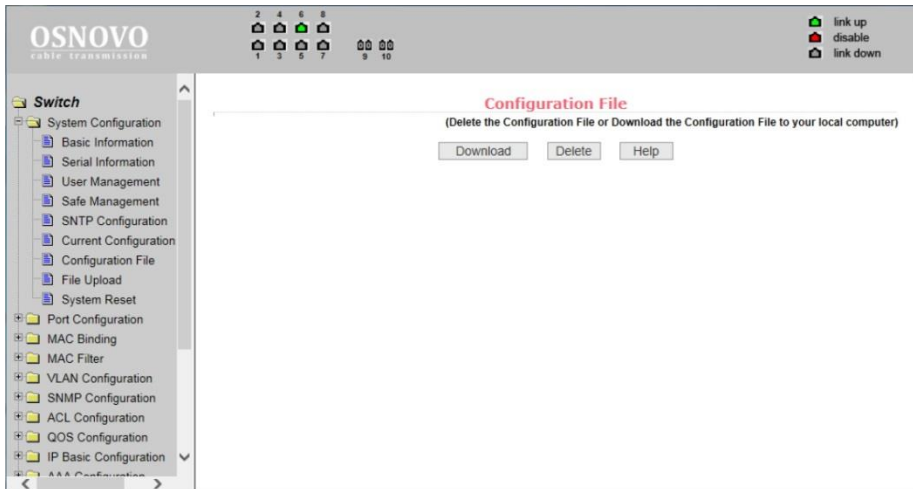 OSNOVO
cable transmission
2 4 6 8
1 3 5 7 9 10
link up
disable
link down
Switch
System Configuration
Basic Information
Serial Information
User Management
Safe Management
SNTP Configuration
Current Configuration
Configuration File
File Upload
System Reset
Port Configuration
MAC Binding
MAC Filter
VLAN Configuration
SNMP Configuration
ACL Configuration
QOS Configuration
IP Basic Configuration
AAA Configuration
Configuration File
(Delete the Configuration File or Download the Configuration File to your local computer)
Download Delete Help